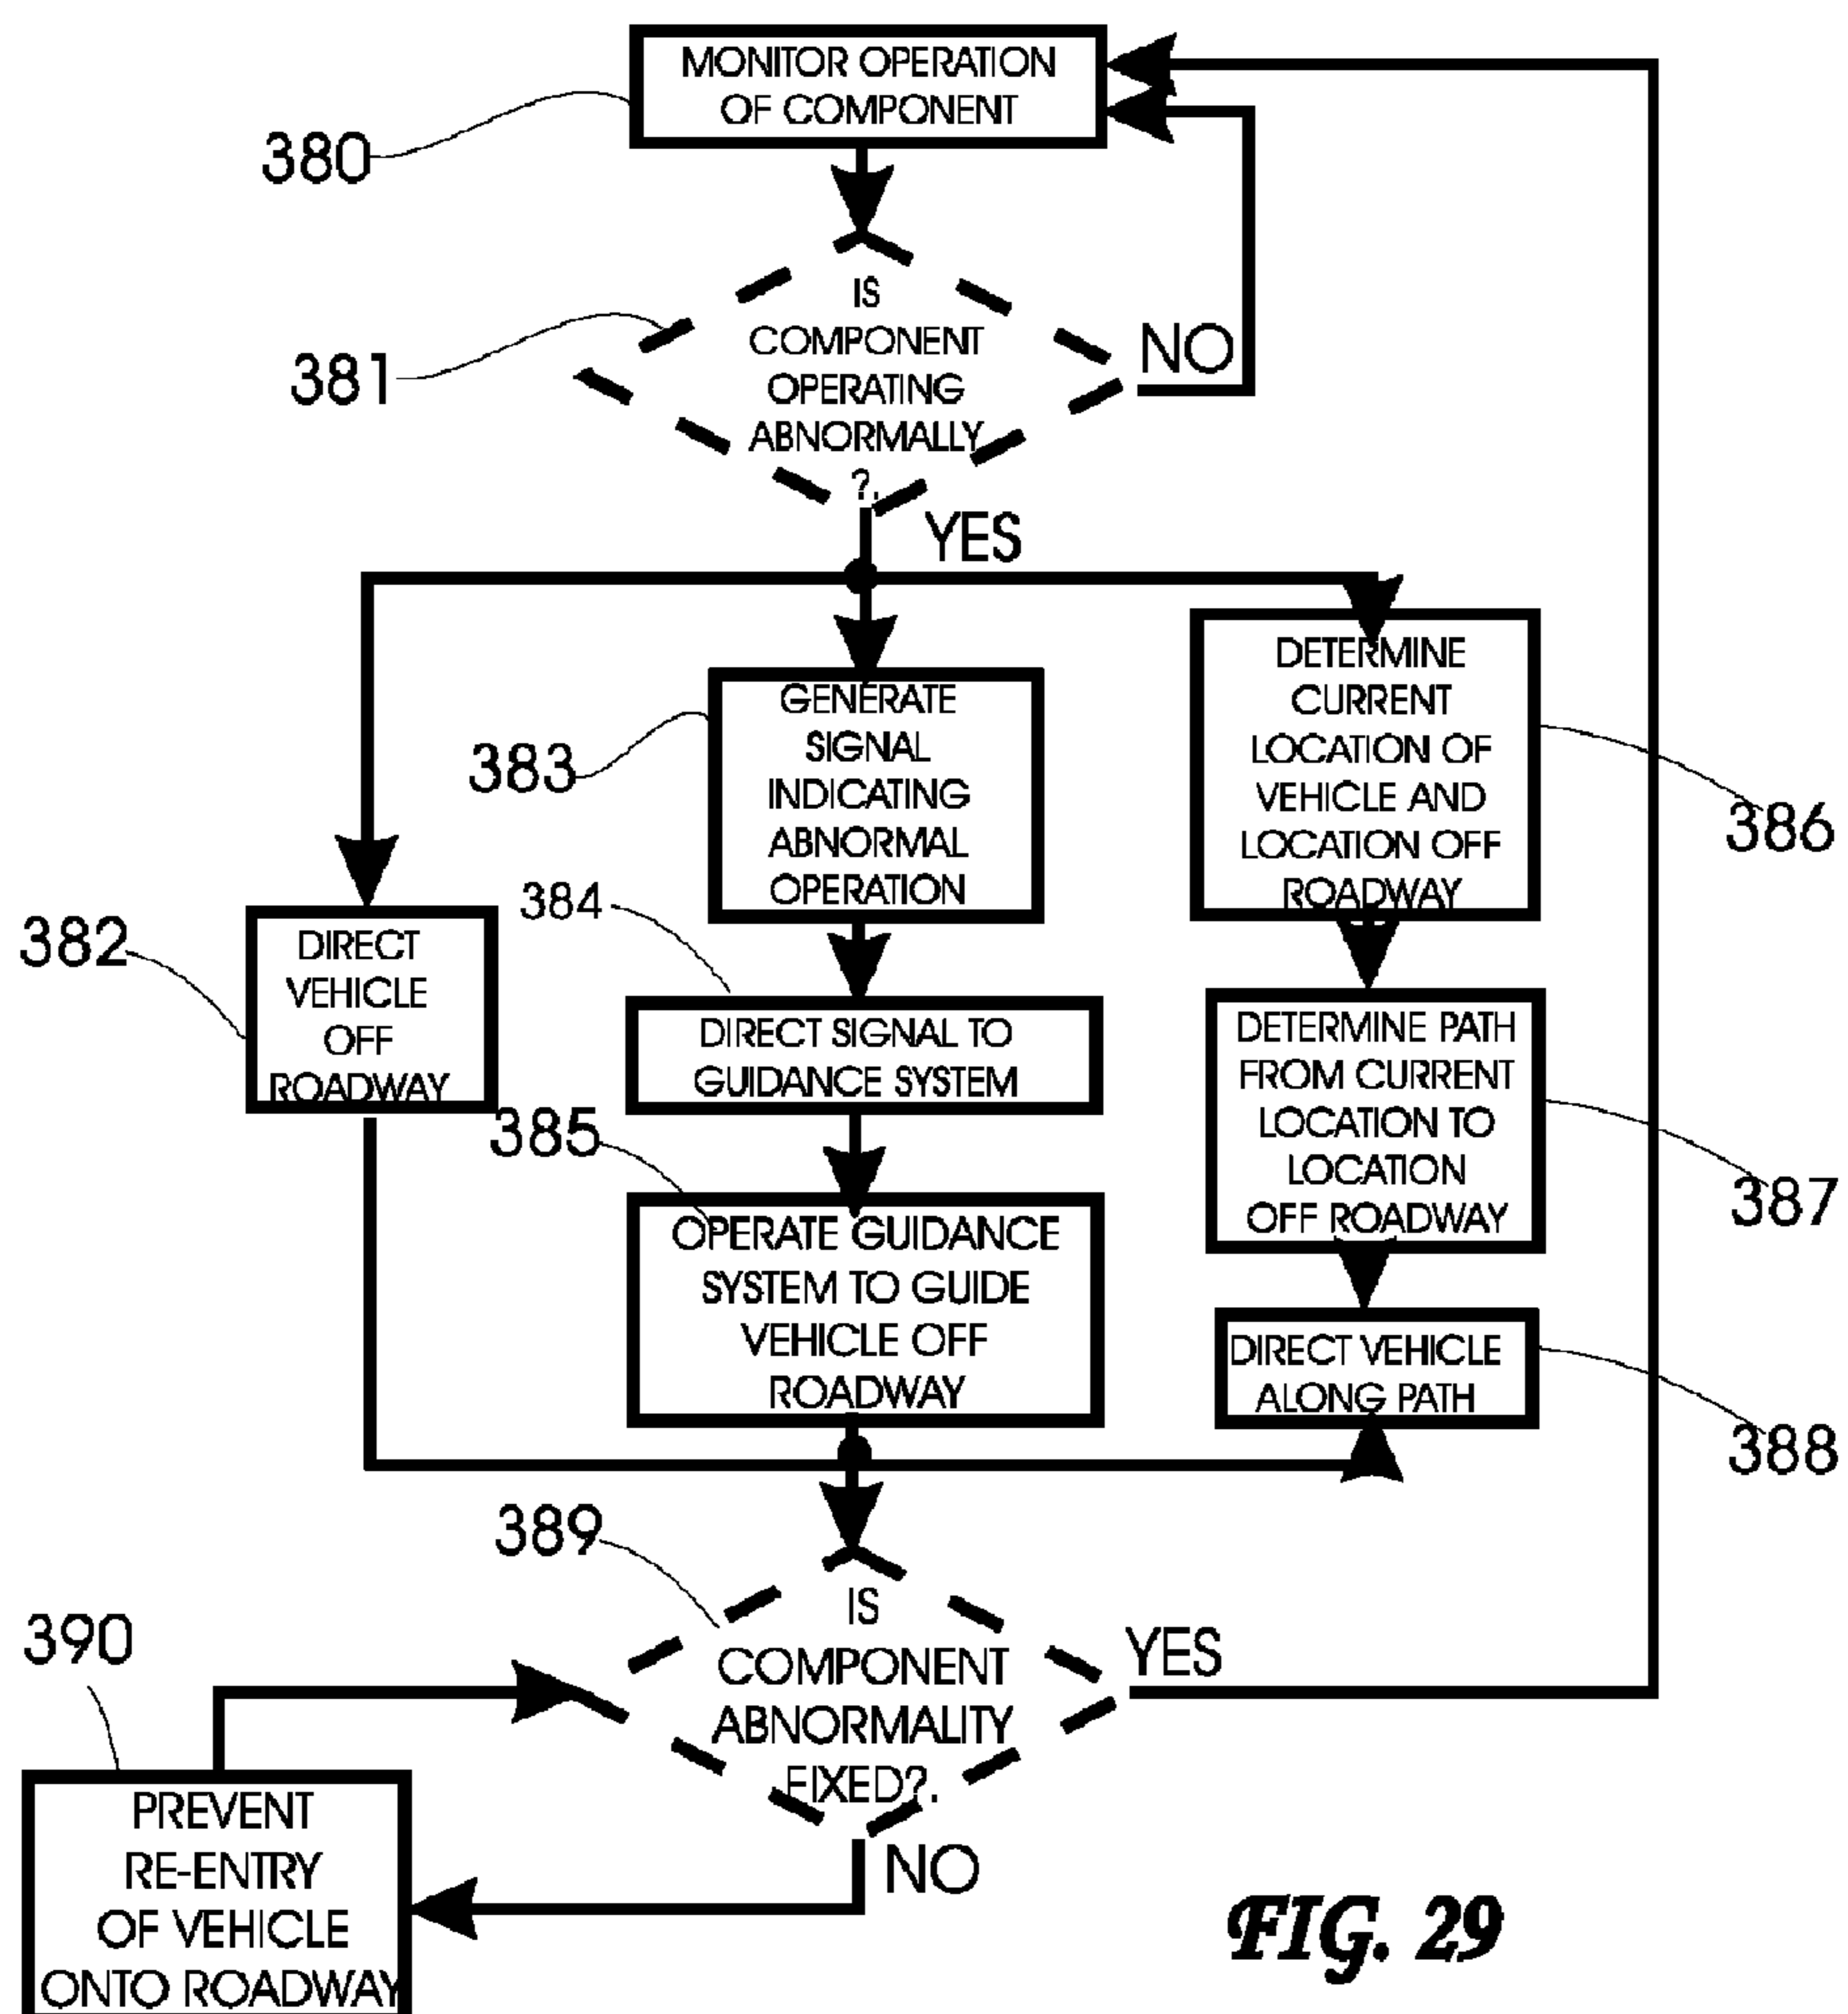 MONITOR OPERATION
OF COMPONENT
380
IS
COMPONENT
OPERATING
ABNORMALLY
?.
381
NO
YES
382
DIRECT
VEHICLE
OFF
ROADWAY
383
GENERATE
SIGNAL
INDICATING
ABNORMAL
OPERATION
384
DIRECT SIGNAL TO
GUIDANCE SYSTEM
385
OPERATE GUIDANCE
SYSTEM TO GUIDE
VEHICLE OFF
ROADWAY
DETERMINE
CURRENT
LOCATION OF
VEHICLE AND
LOCATION OFF
ROADWAY
386
DETERMINE PATH
FROM CURRENT
LOCATION TO
LOCATION
OFF ROADWAY
387
DIRECT VEHICLE
ALONG PATH
388
389
IS
COMPONENT
ABNORMALITY
FIXED?.
YES
NO
390
PREVENT
RE-ENTRY
OF VEHICLE
ONTO ROADWAY
FIG. 29